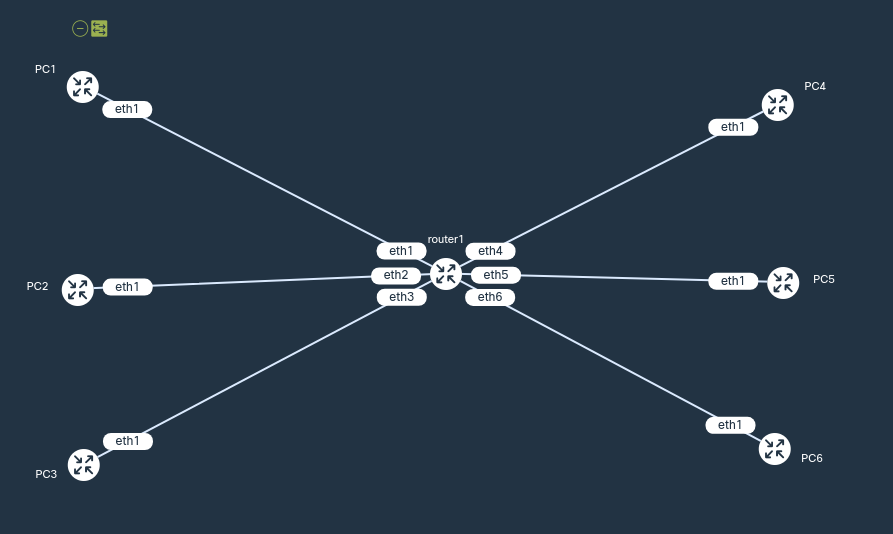 PC1
eth1
PC4
eth1
router1
eth1
eth4
eth2
eth5
eth3
eth6
PC2
eth1
eth1
PC5
eth1
PC3
eth1
PC6